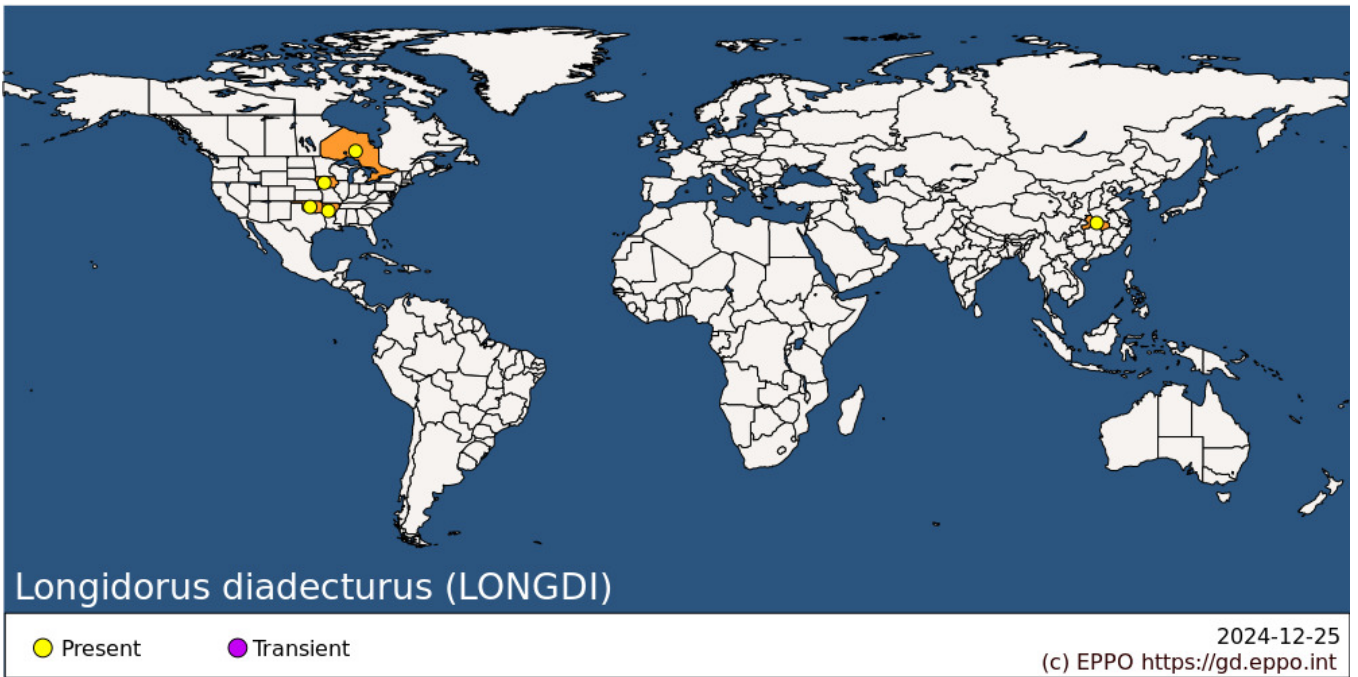 Longidorus diadecturus (LONGDI)
Present
Transient
2024-12-25
(c) EPPO https://gd.eppo.int